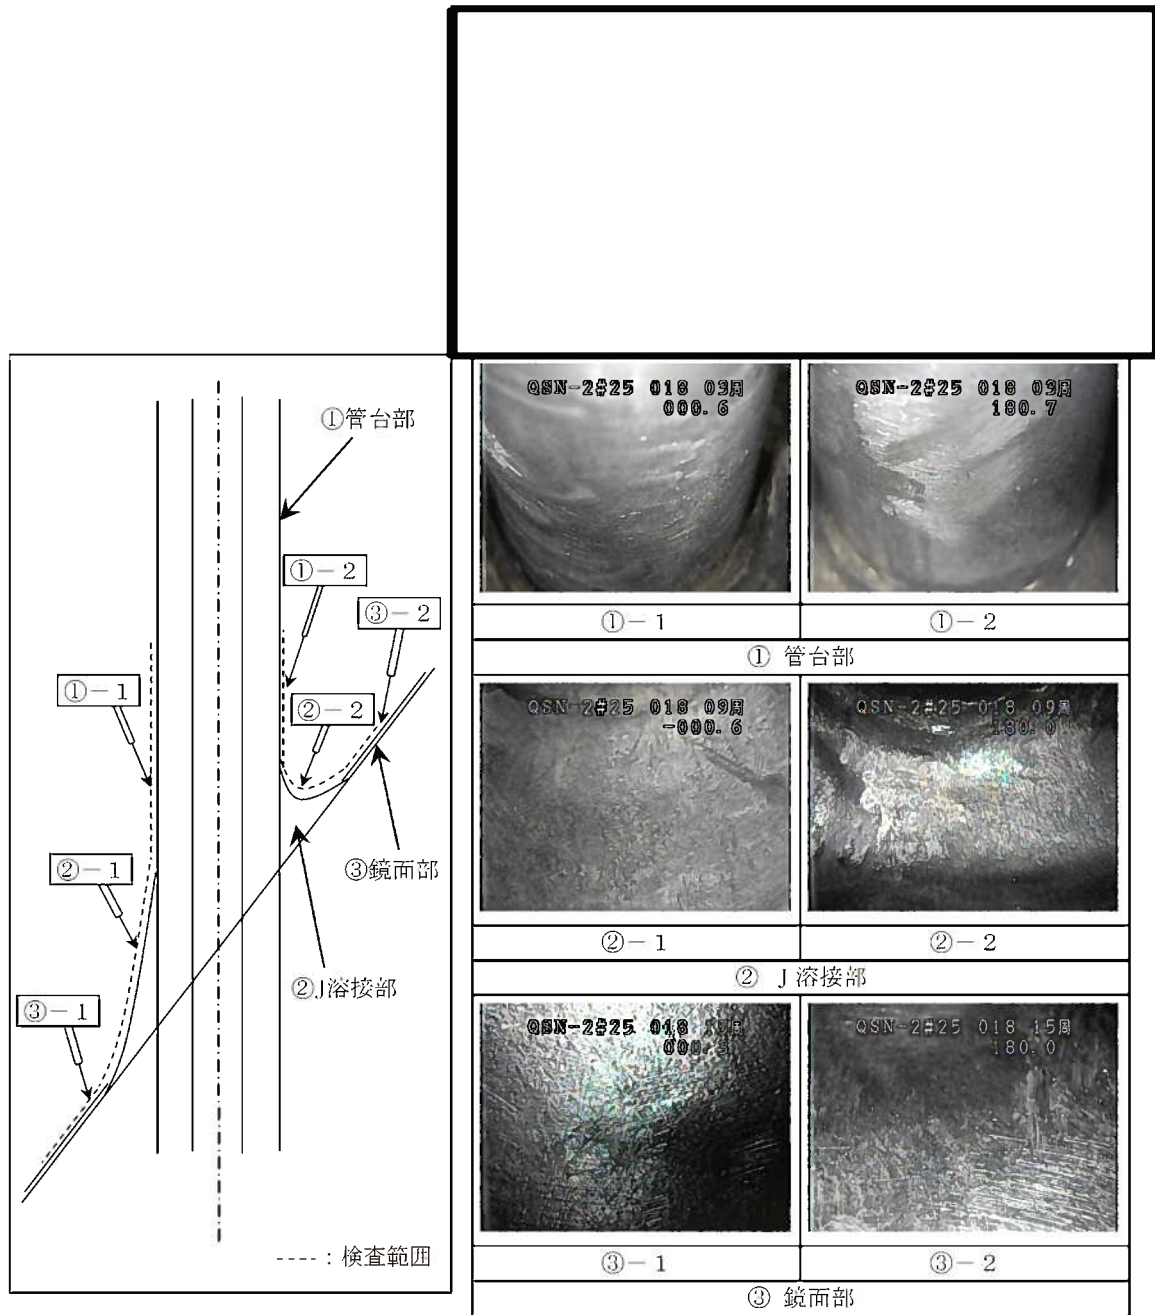 ①管台部
①-2
③-2
①-1
②-2
②-1
③鏡面部
②J溶接部
③-1
----：検査範囲
QSN-2#25 018 03周
000.6
QSN-2#25 018 03周
180.7
①-1
①-2
① 管台部
QSN-2#25 018 09周
-000.6
QSN-2#25 018 09周
180.0
②-1
②-2
② J溶接部
QSN-2#25 018 15周
QSN-2#25 018 15周
180.0
③-1
③-2
③ 鏡面部